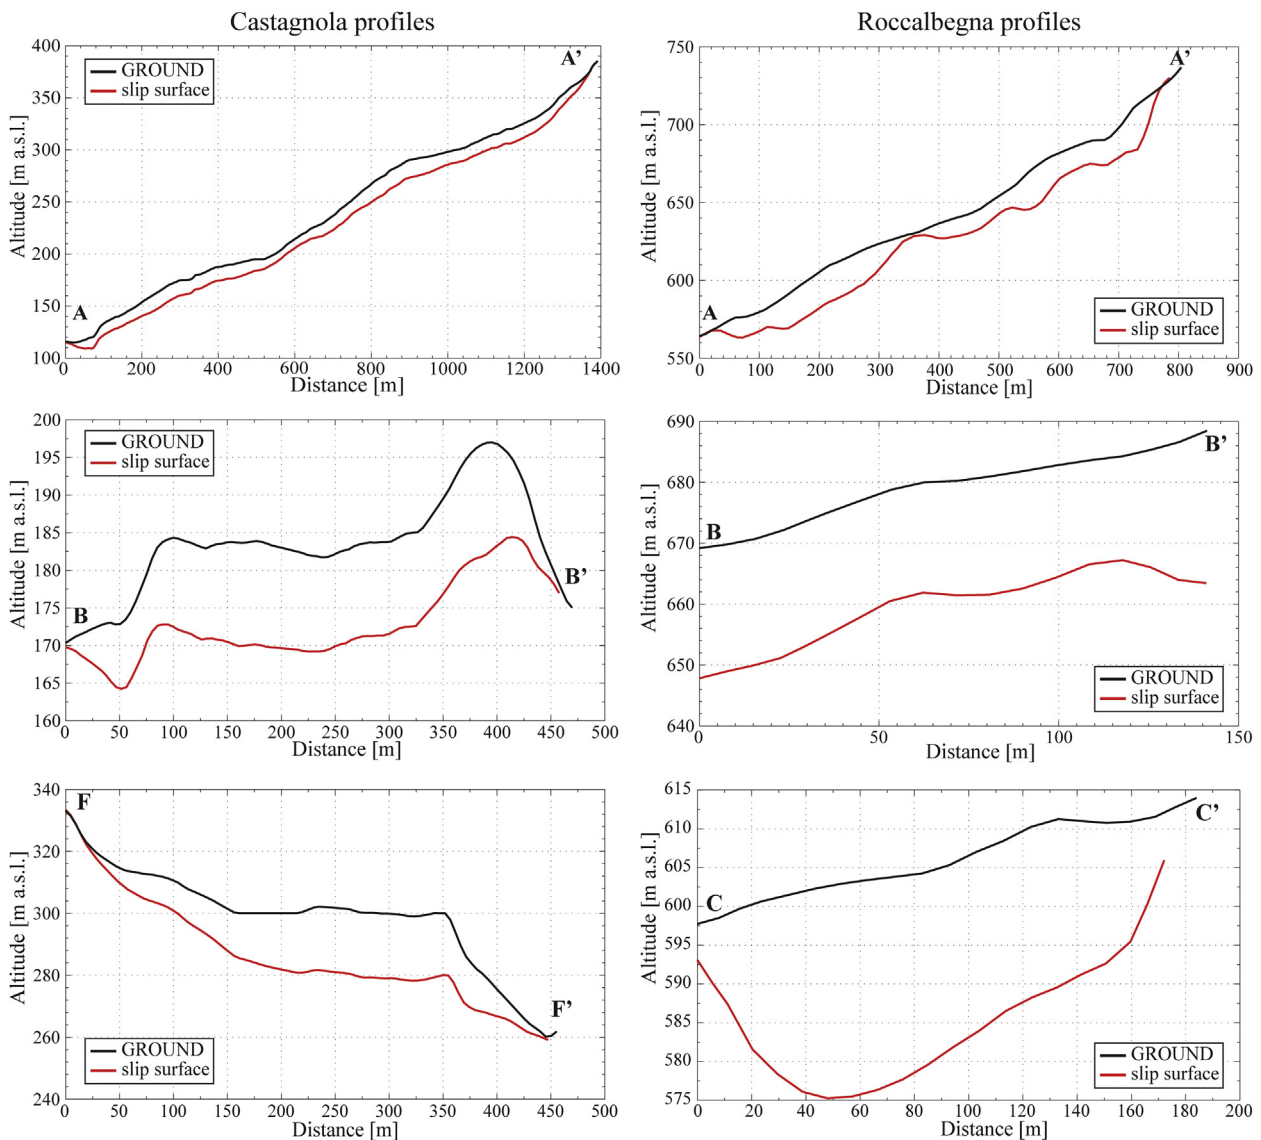 Castagnola profiles
Altitude [m a.s.l.]
400
350
300
250
200
150
100
GROUND
slip surface
A
A’
0 200 400 600 800 1000 1200 1400
Distance [m]
Roccalbegna profiles
Altitude [m a.s.l.]
750
700
650
600
550
A
A’
GROUND
slip surface
0 100 200 300 400 500 600 700 800 900
Distance [m]
Altitude [m a.s.l.]
200
195
190
185
180
175
170
165
160
GROUND
slip surface
B
B’
0 50 100 150 200 250 300 350 400 450 500
Distance [m]
Altitude [m a.s.l.]
690
680
670
660
650
640
B
B’
GROUND
slip surface
0 50 100 150
Distance [m]
Altitude [m a.s.l.]
340
320
300
280
260
240
F
F’
GROUND
slip surface
0 50 100 150 200 250 300 350 400 450 500
Distance [m]
Altitude [m a.s.l.]
615
610
605
600
595
590
585
580
575
C
C’
GROUND
slip surface
0 20 40 60 80 100 120 140 160 180 200
Distance [m]